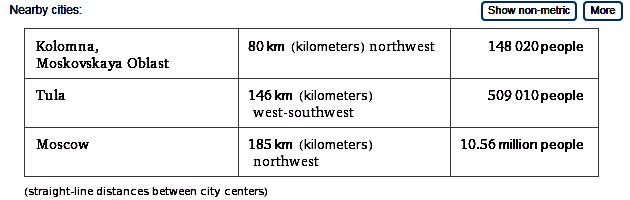 Nearby cities:
Show non-metric
More
Kolomna,
Moskovskaya Oblast
80 km (kilometers) northwest
148 020 people
Tula
146 km (kilometers)
west-southwest
509 010 people
Moscow
185 km (kilometers)
northwest
10.56 million people
(straight-line distances between city centers)